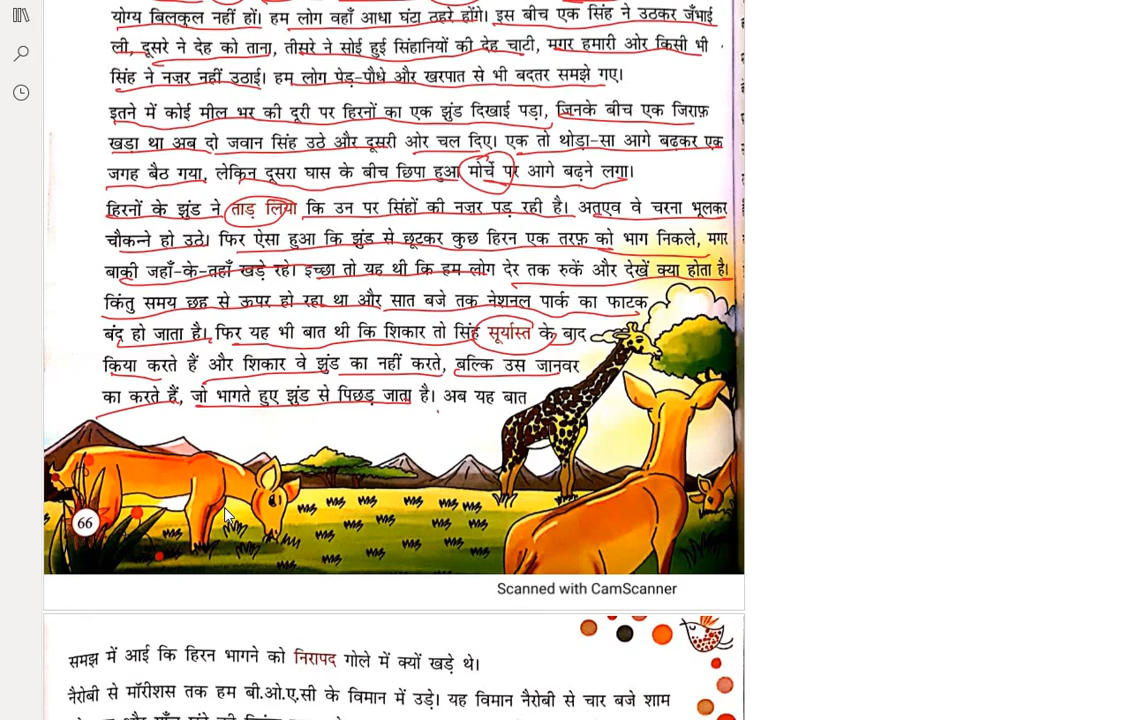 योग्य बिलकुल नहीं हों। हम लोग वहाँ आधा घंटा ठहरे होंगे। इस बीच एक सिंह ने उठकर जँभाई
ली, दूसरे ने देह को ताना, तीसरे ने सोई हुई सिंहानियों की देह चाटी, मगर हमारी ओर किसी भी
सिंह ने नज़र नहीं उठाई। हम लोग पेड़-पौधे और खरपात से भी बदतर समझे गए।
इतने में कोई मील भर की दूरी पर हिरनों का एक झुंड दिखाई पड़ा, जिनके बीच एक जिराफ़
खड़ा था अब दो जवान सिंह उठे और दूसरी ओर चल दिए। एक तो थोड़ा-सा आगे बढ़कर एक
जगह बैठ गया, लेकिन दूसरा घास के बीच छिपा हुआ मोर्चे पर आगे बढ़ने लगा।
हिरनों के झुंड ने ताड़ लिया कि उन पर सिंहों की नज़र पड़ रही है। अतएव वे चरना भूलकर
चौकन्ने हो उठे। फिर ऐसा हुआ कि झुंड से छूटकर कुछ हिरन एक तरफ़ को भाग निकले, मगर
बाकी जहाँ-के-तहाँ खड़े रहे। इच्छा तो यह थी कि हम लोग देर तक रुकें और देखें क्या होता है।
किंतु समय छह से ऊपर हो रहा था और सात बजे तक नेशनल पार्क का फाटक
बंद हो जाता है। फिर यह भी बात थी कि शिकार तो सिंह सूर्यास्त के बाद
किया करते हैं और शिकार वे झुंड का नहीं करते, बल्कि उस जानवर
का करते हैं, जो भागते हुए झुंड से पिछड़ जाता है। अब यह बात
66
Scanned with CamScanner
समझ में आई कि हिरन भागने को निरापद गोले में क्यों खड़े थे।
नैरोबी से मॉरीशस तक हम बी.ओ.ए.सी के विमान में उड़े। यह विमान नैरोबी से चार बजे शाम